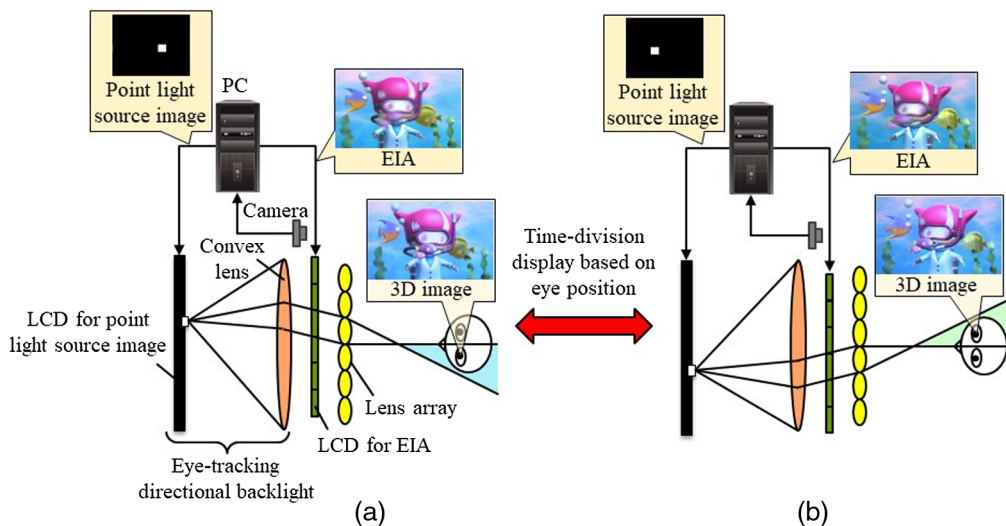 Point light
source image
PC
EIA
Camera
Convex
lens
3D image
LCD for point
light source image
Lens array
LCD for EIA
Eye-tracking
directional backlight
(a)
Time-division
display based on
eye position
Point light
source image
EIA
3D image
(b)